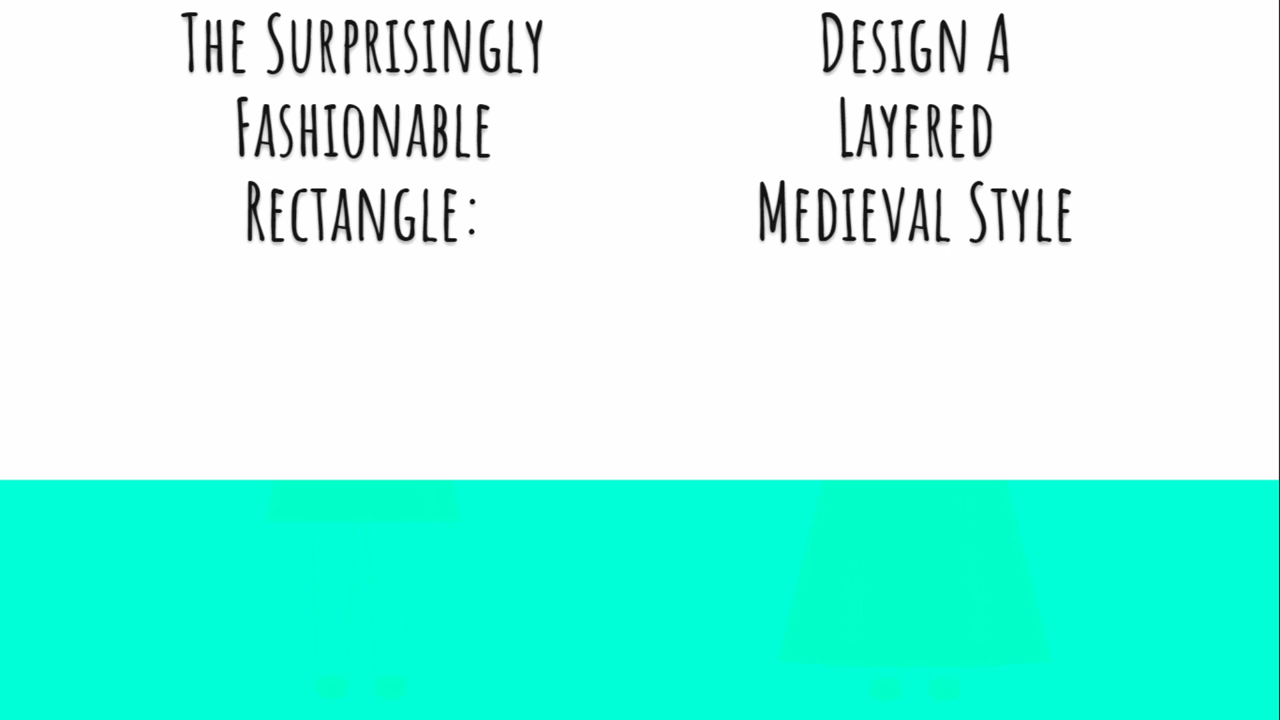 The Surprisingly
Fashionable
Rectangle:
Design A
Layered
Medieval Style